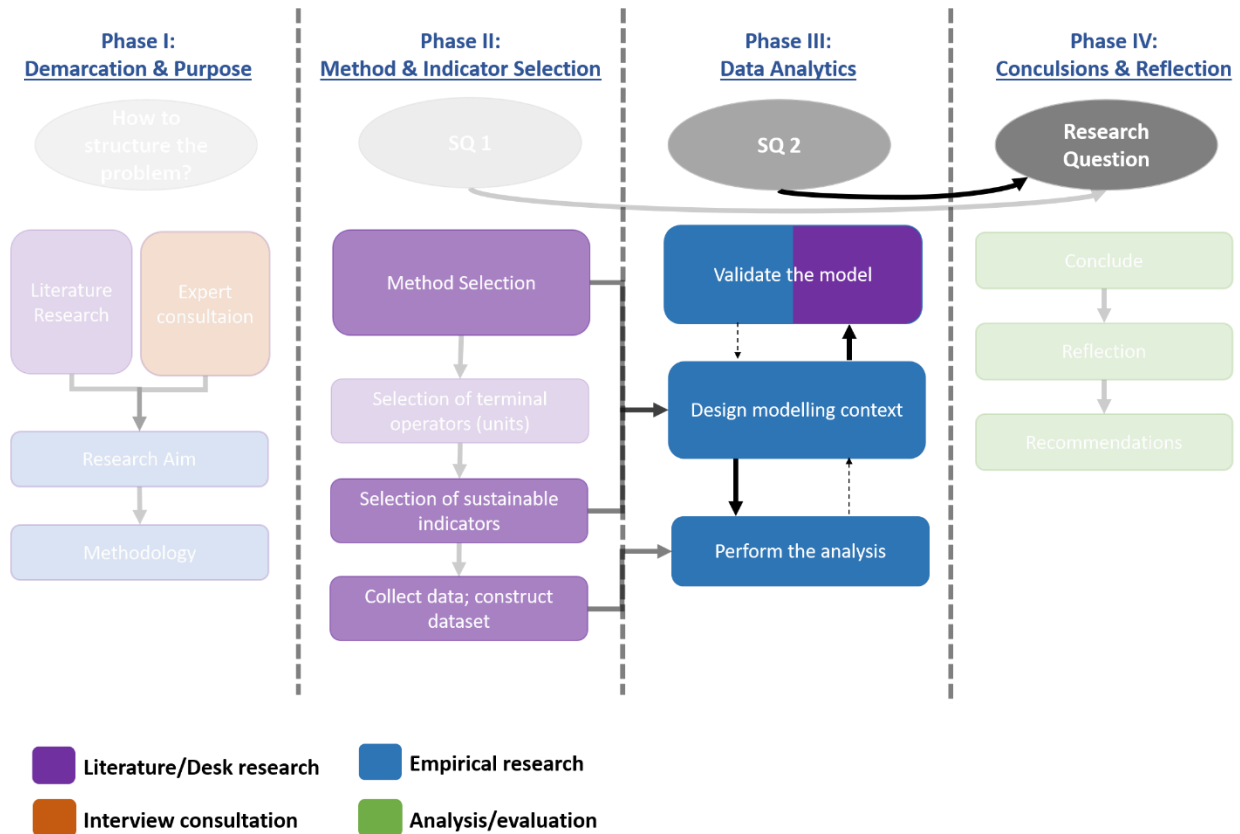 Phase I:
Demarcation & Purpose
How to
structure the
problem?
Literature
Research
Expert
consultaion
Research Aim
Methodology
Phase II:
Method & Indicator Selection
SQ 1
Method Selection
Selection of terminal
operators (units)
Selection of sustainable
indicators
Collect data; construct
dataset
Phase III:
Data Analytics
SQ 2
Validate the model
Design modelling context
Perform the analysis
Phase IV:
Conculsions & Reflection
Research
Question
Conclude
Reflection
Recommendations
Literature/Desk research
Empirical research
Interview consultation
Analysis/evaluation